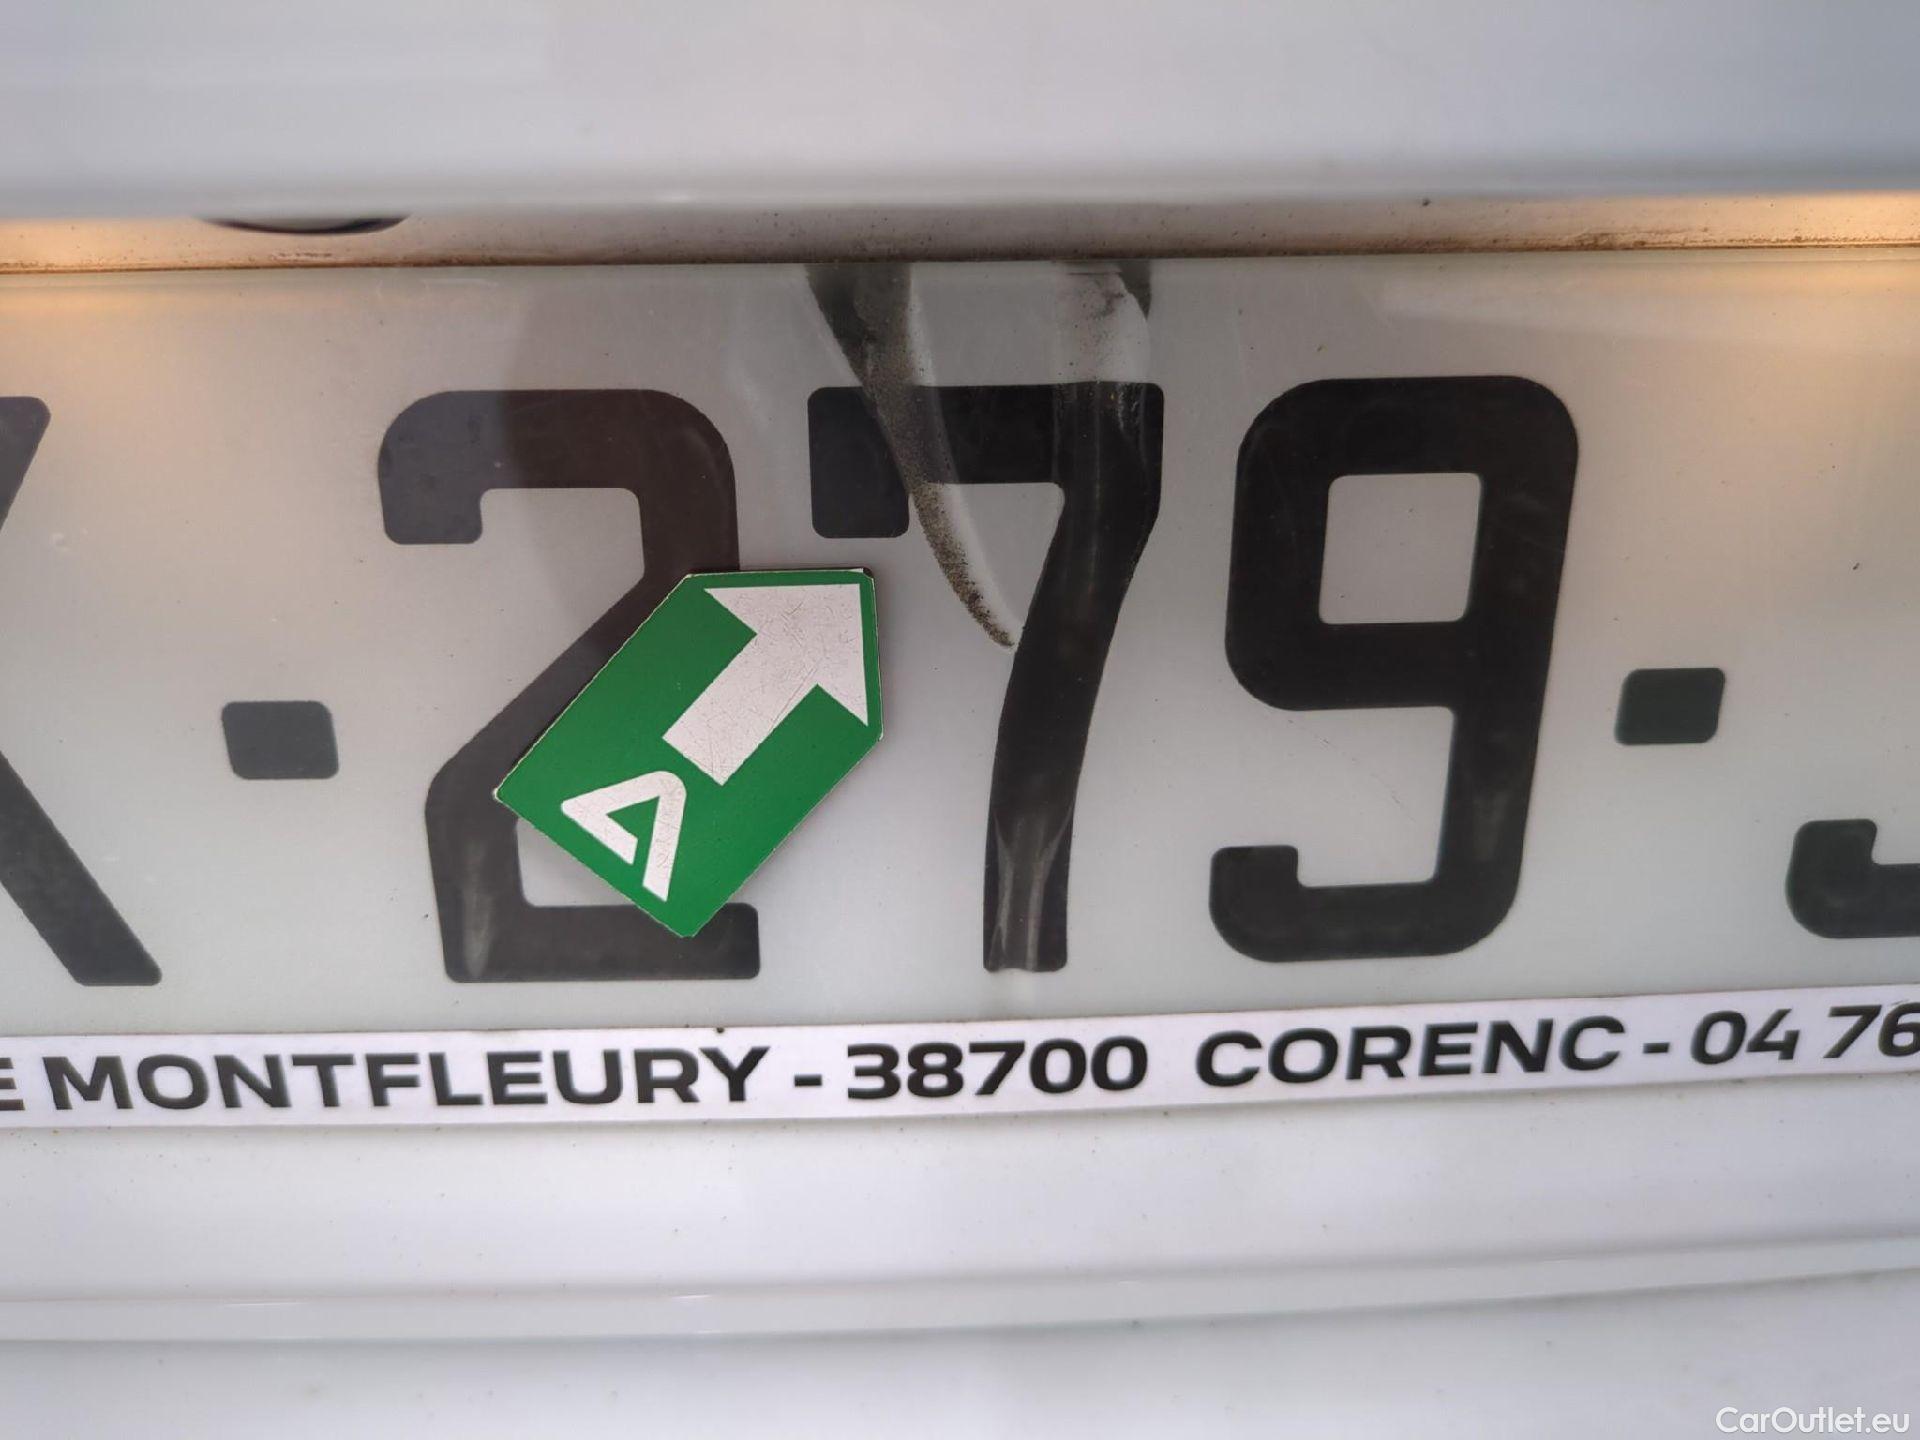 - 279 -
A
MONTFLEURY - 38700 CORENC - 04 76
CarOutlet.eu